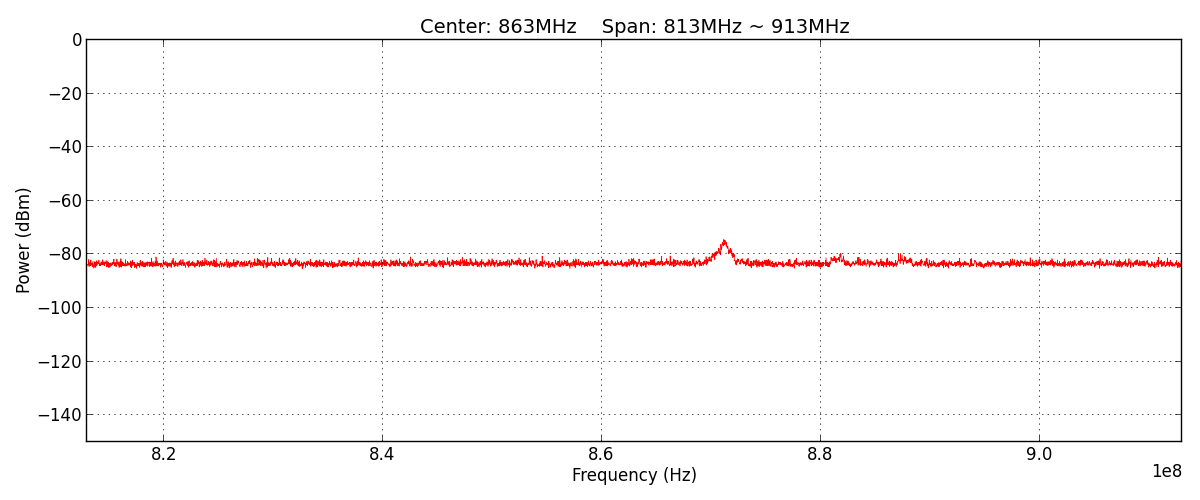 Center: 863MHz    Span: 813MHz ~ 913MHz
0
−20
−40
−60
−80
−100
−120
−140
Power (dBm)
8.2 8.4 8.6 8.8 9.0
Frequency (Hz)
1e8